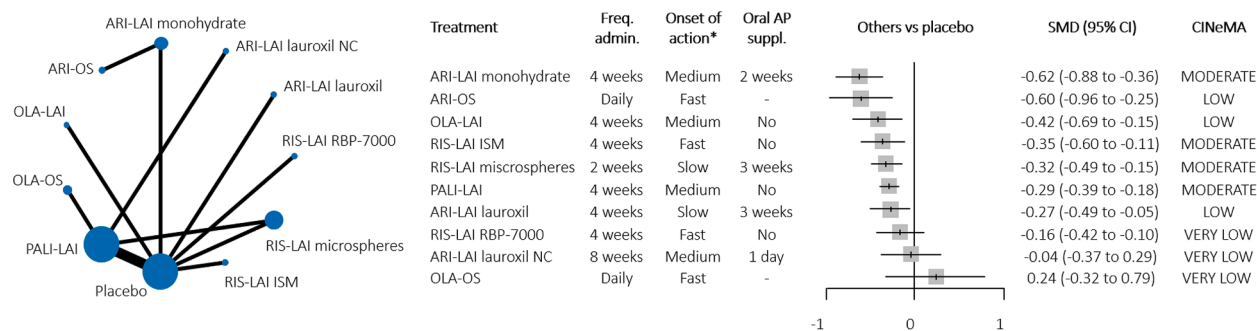 ARI-LAI monohydrate
ARI-LAI lauroxil NC
ARI-OS
ARI-LAI lauroxil
OLA-LAI
RIS-LAI RBP-7000
OLA-OS
PALI-LAI
RIS-LAI microspheres
RIS-LAI ISM
Placebo
Treatment Freq. admin. Onset of action* Oral AP suppl. Others vs placebo SMD (95% CI) CINeMA
ARI-LAI monohydrate 4 weeks Medium 2 weeks -0.62 (-0.88 to -0.36) MODERATE
ARI-OS Daily Fast - -0.60 (-0.96 to -0.25) LOW
OLA-LAI 4 weeks Medium No -0.42 (-0.69 to -0.15) LOW
RIS-LAI ISM 4 weeks Fast No -0.35 (-0.60 to -0.11) MODERATE
RIS-LAI miscrospheres 2 weeks Slow 3 weeks -0.32 (-0.49 to -0.15) MODERATE
PALI-LAI 4 weeks Medium No -0.29 (-0.39 to -0.18) MODERATE
ARI-LAI lauroxil 4 weeks Slow 3 weeks -0.27 (-0.49 to -0.05) LOW
RIS-LAI RBP-7000 4 weeks Fast No -0.16 (-0.42 to -0.10) VERY LOW
ARI-LAI lauroxil NC 8 weeks Medium 1 day -0.04 (-0.37 to 0.29) VERY LOW
OLA-OS Daily Fast - 0.24 (-0.32 to 0.79) VERY LOW
-1 0 1